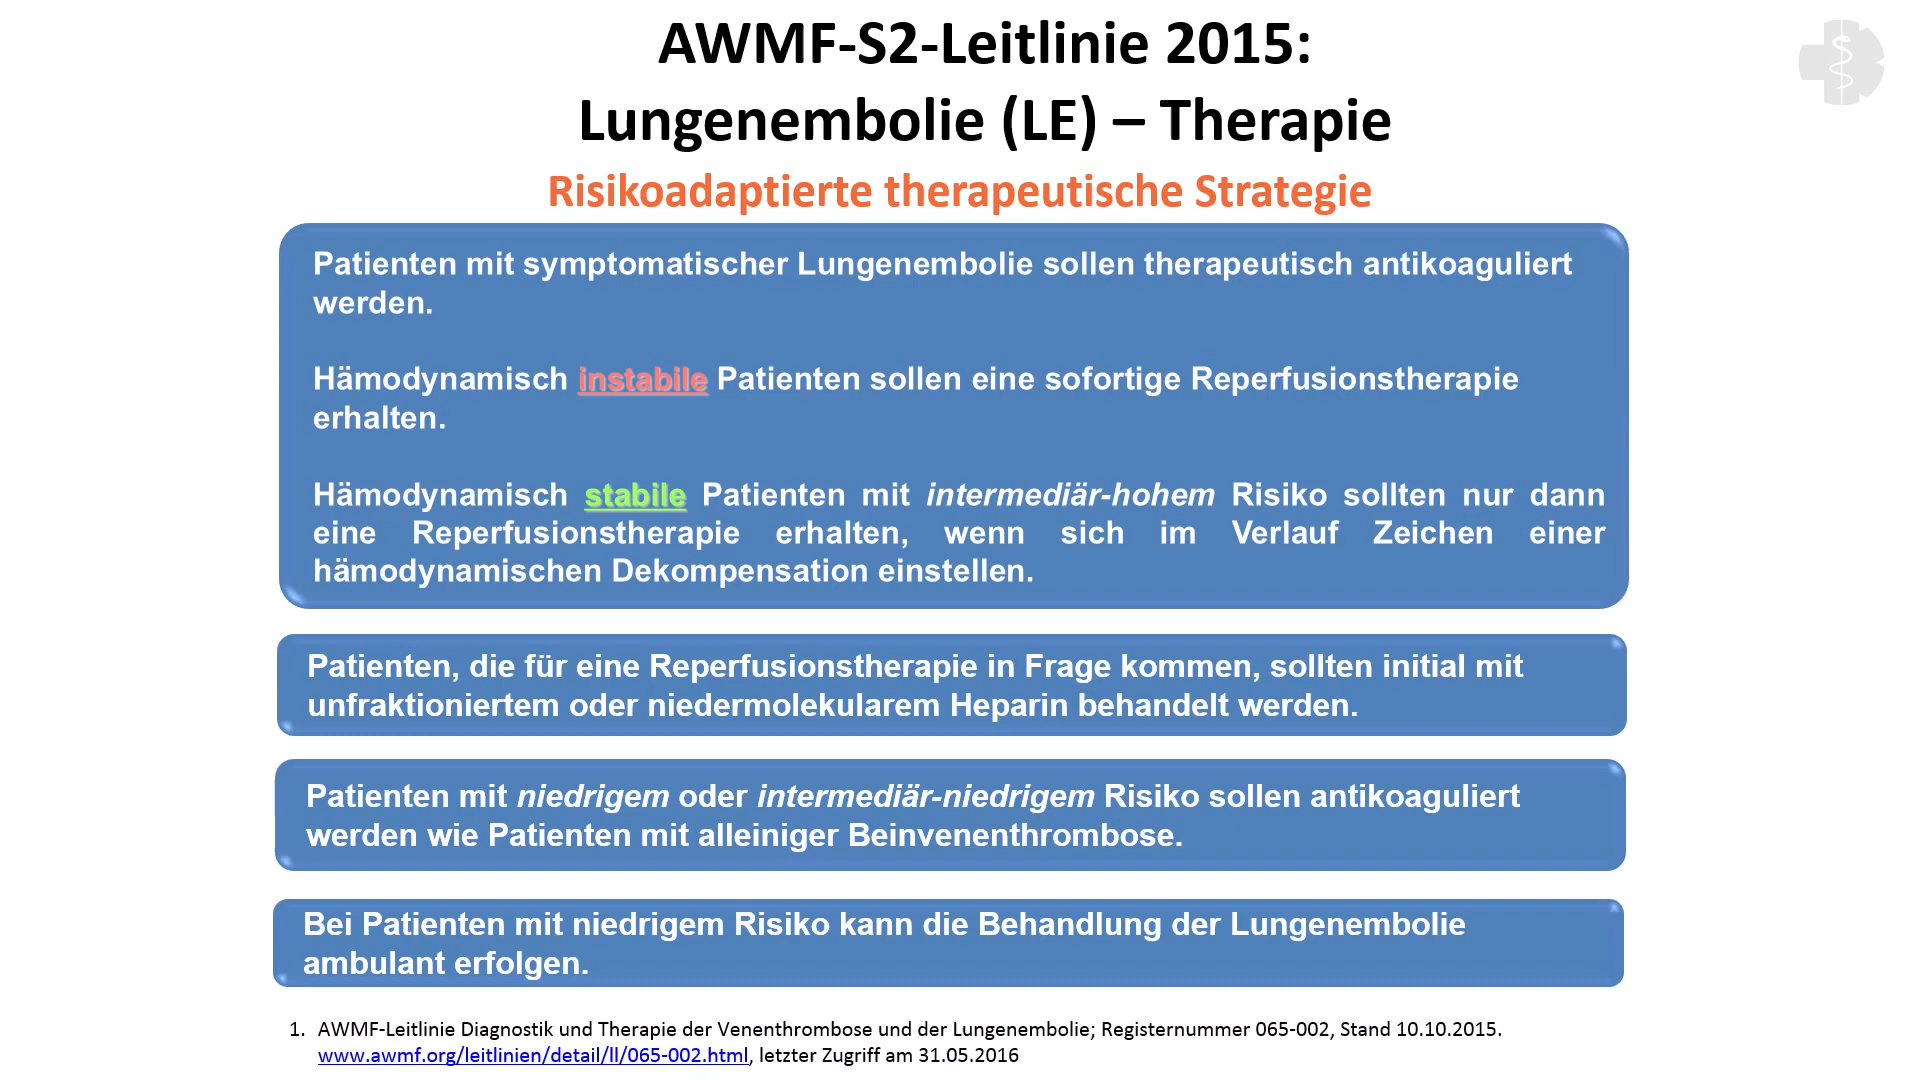 AWMF-S2-Leitlinie 2015:
Lungenembolie (LE) – Therapie
Risikoadaptierte therapeutische Strategie
Patienten mit symptomatischer Lungenembolie sollen therapeutisch antikoaguliert
werden.
Hämodynamisch instabile Patienten sollen eine sofortige Reperfusionstherapie
erhalten.
Hämodynamisch stabile Patienten mit intermediär-hohem Risiko sollten nur dann
eine Reperfusionstherapie erhalten, wenn sich im Verlauf Zeichen einer
hämodynamischen Dekompensation einstellen.
Patienten, die für eine Reperfusionstherapie in Frage kommen, sollten initial mit
unfraktioniertem oder niedermolekularem Heparin behandelt werden.
Patienten mit niedrigem oder intermediär-niedrigem Risiko sollen antikoaguliert
werden wie Patienten mit alleiniger Beinvenenthrombose.
Bei Patienten mit niedrigem Risiko kann die Behandlung der Lungenembolie
ambulant erfolgen.
1. AWMF-Leitlinie Diagnostik und Therapie der Venenthrombose und der Lungenembolie; Registernummer 065-002, Stand 10.10.2015.
www.awmf.org/leitlinien/detail/ll/065-002.html, letzter Zugriff am 31.05.2016